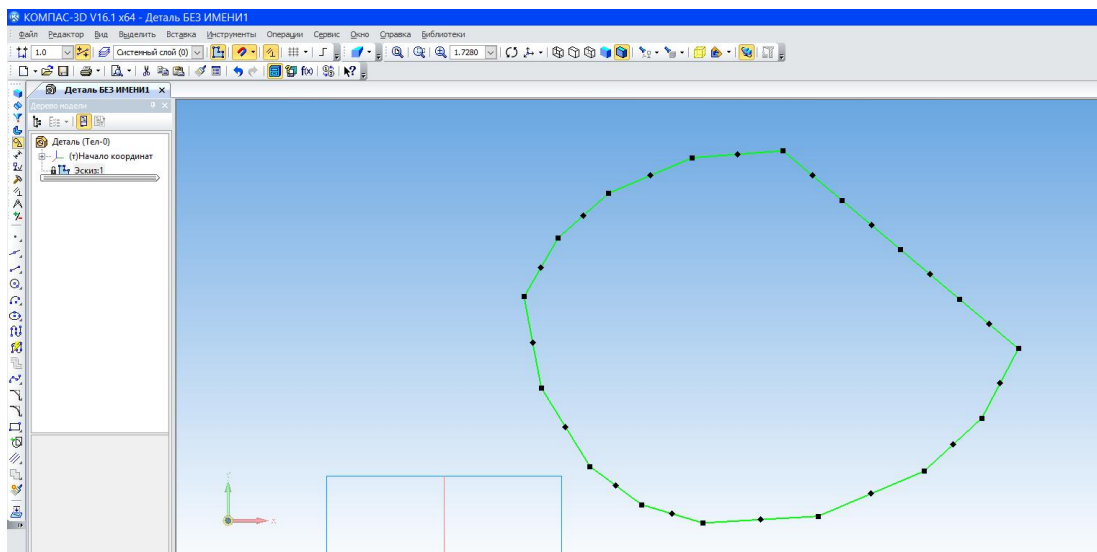 КОМПАС-3D V16.1 x64 - Деталь БЕЗ ИМЕНИ1
Файл Редактор Вид Выделить Вставка Инструменты Операции Сервис Окно Справка Библиотеки
1.0 Системный слой (0) 1.7280
f(x)
Деталь БЕЗ ИМЕНИ1 x
Дерево модели
Деталь (Тел-0)
(т)Начало координат
Эскиз:1
x